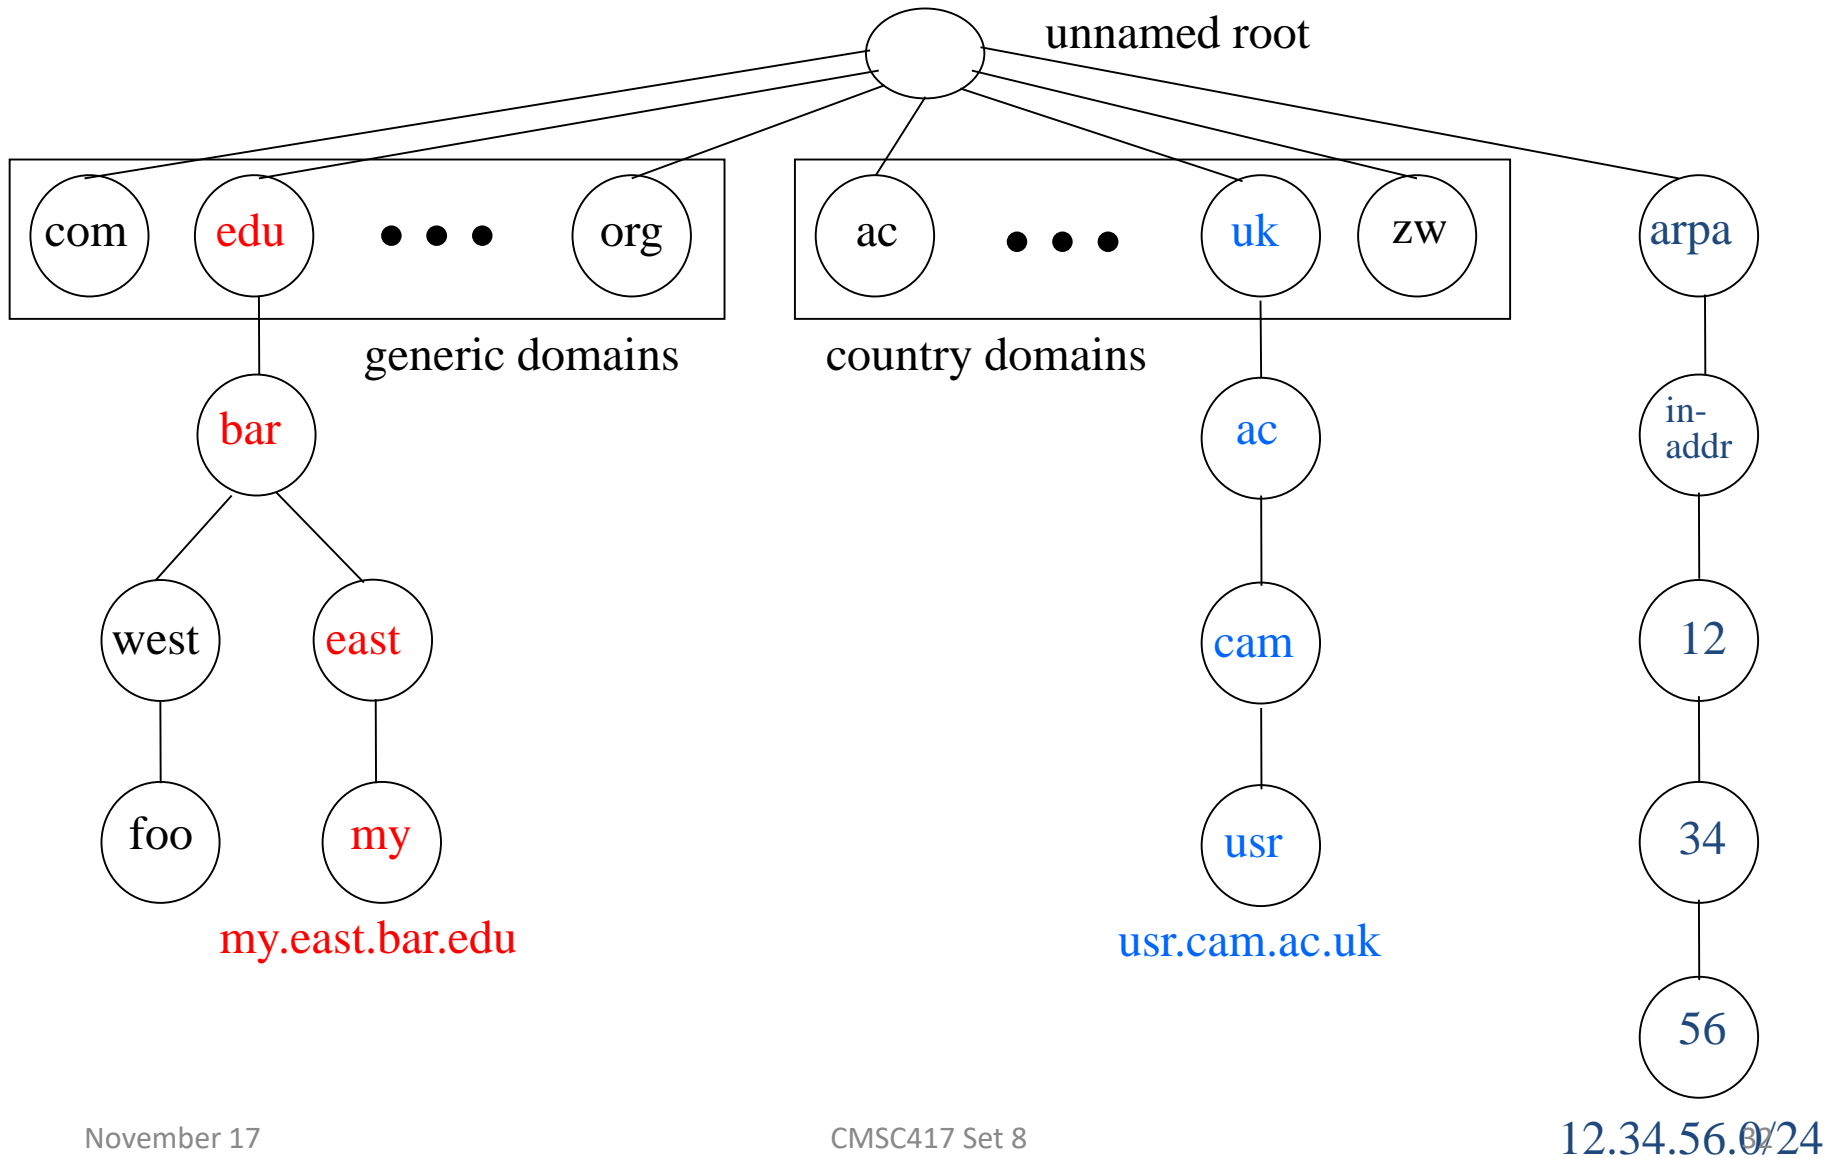 unnamed root
com edu org ac uk zw arpa
generic domains country domains
bar ac in-
addr
west east cam 12
foo my usr 34
my.east.bar.edu usr.cam.ac.uk
56
November 17 CMSC417 Set 8 32
12.34.56.0/24